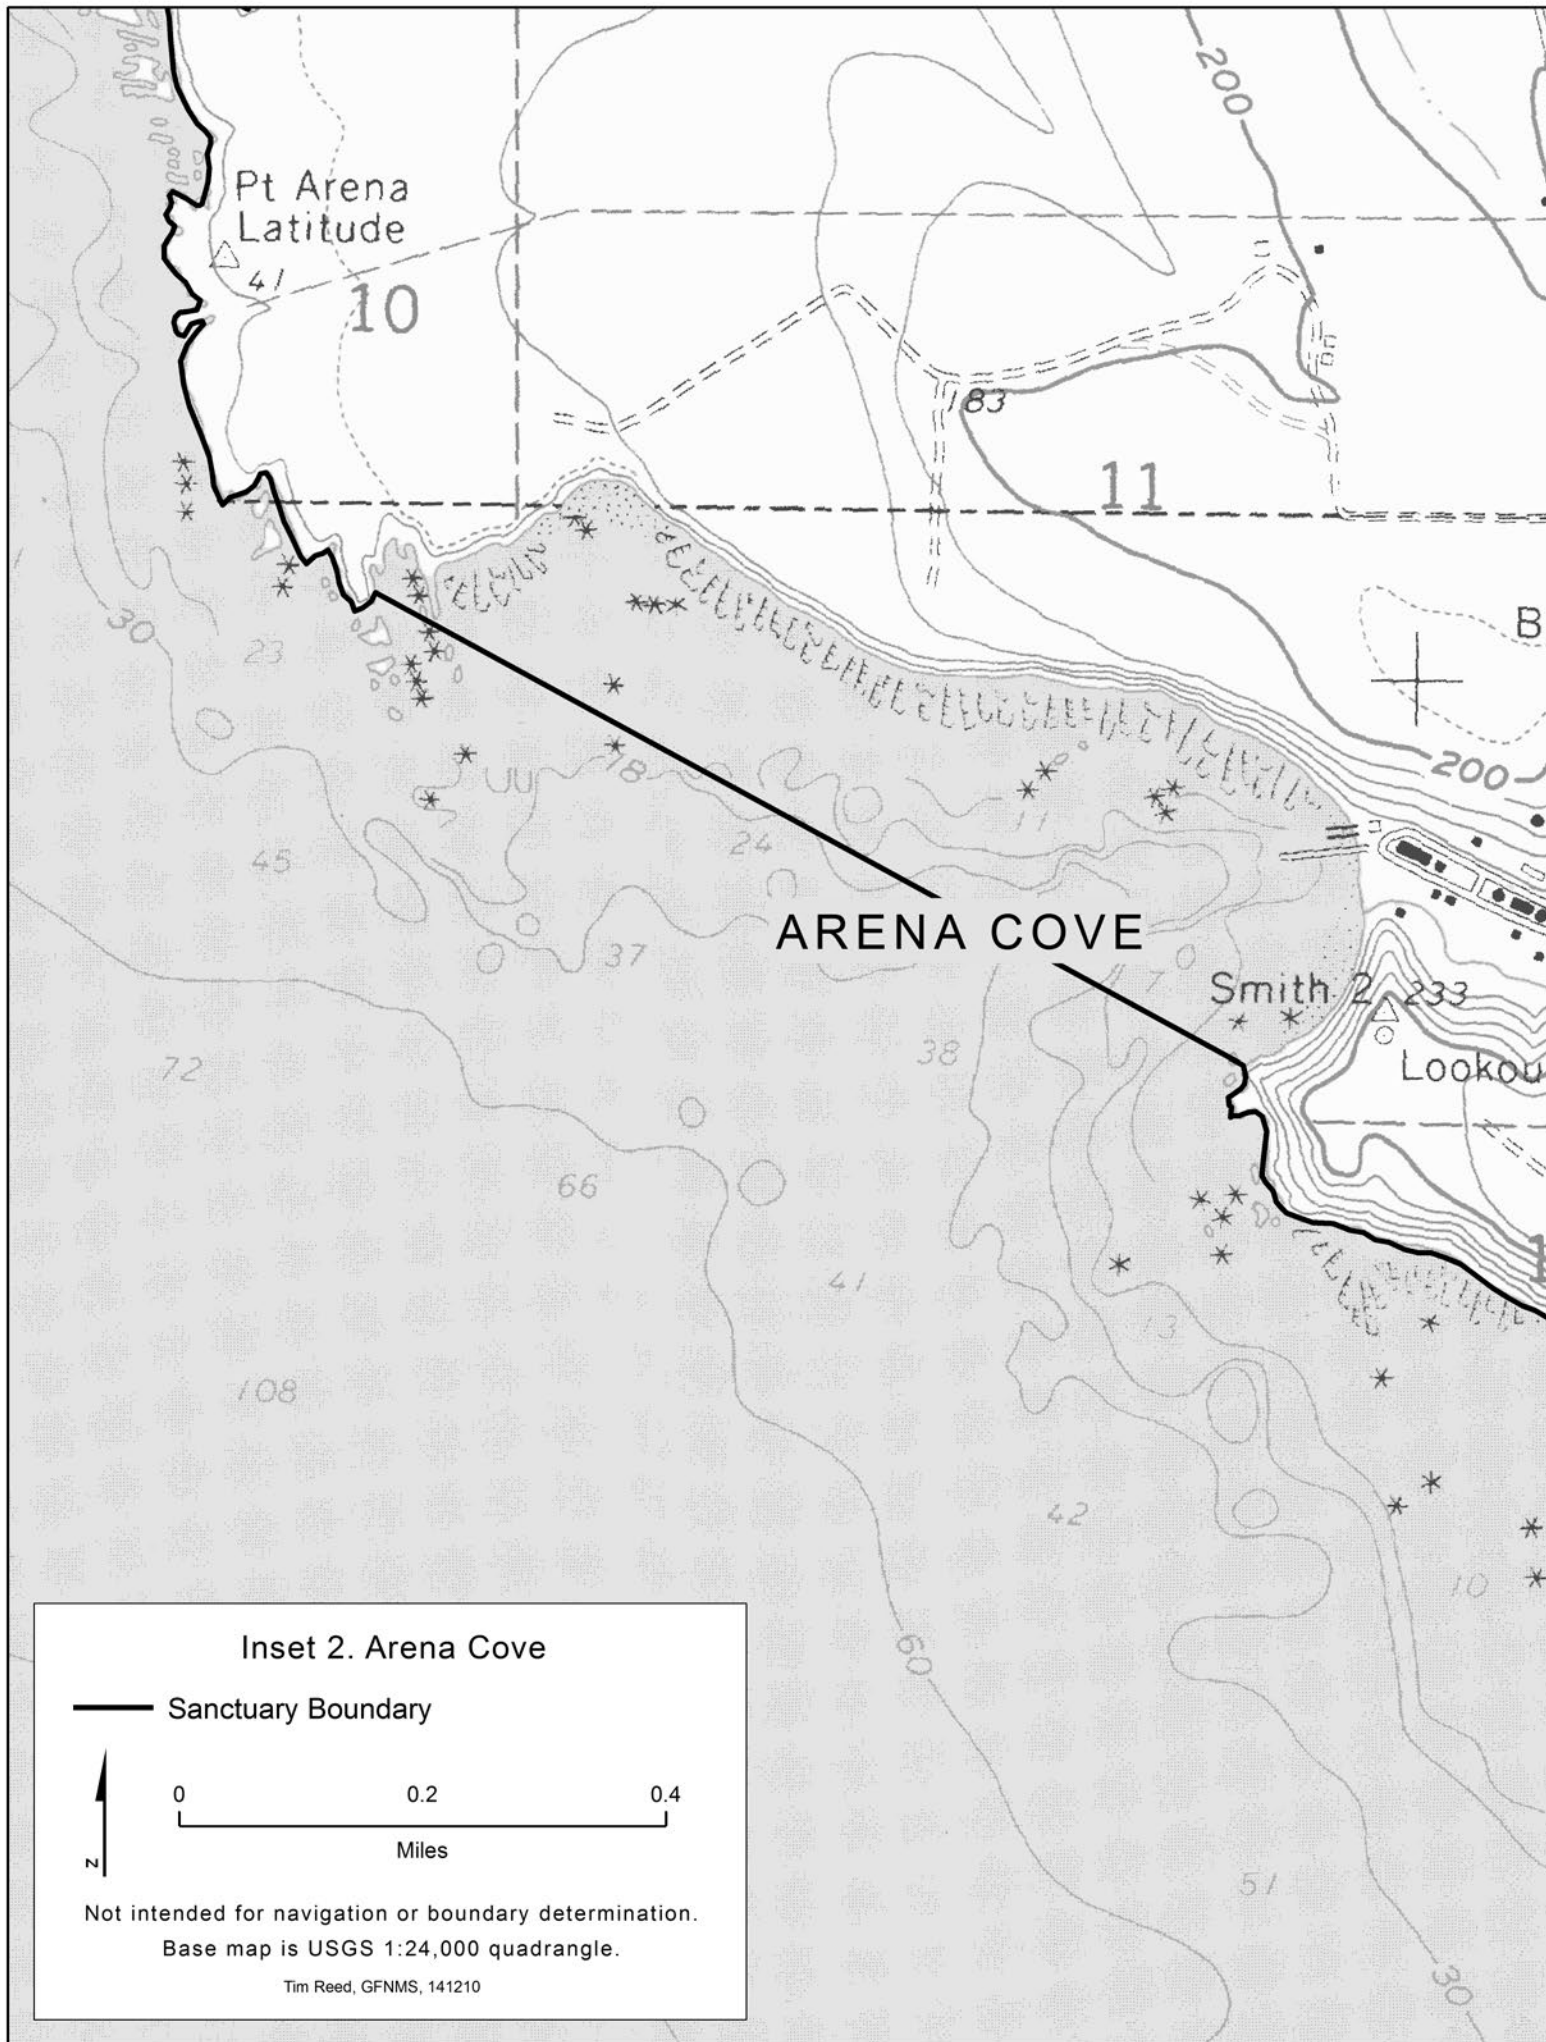 200
Pt Arena
Latitude
41
10
183
11
30
23
B
200
18
11
24
45
ARENA COVE
37
7
Smith 2
233
38
72
Lookou
66
41
13
108
42
10
60
Inset 2. Arena Cove
Sanctuary Boundary
0 0.2 0.4
Miles
N
51
Not intended for navigation or boundary determination.
Base map is USGS 1:24,000 quadrangle.
30
Tim Reed, GFNMS, 141210